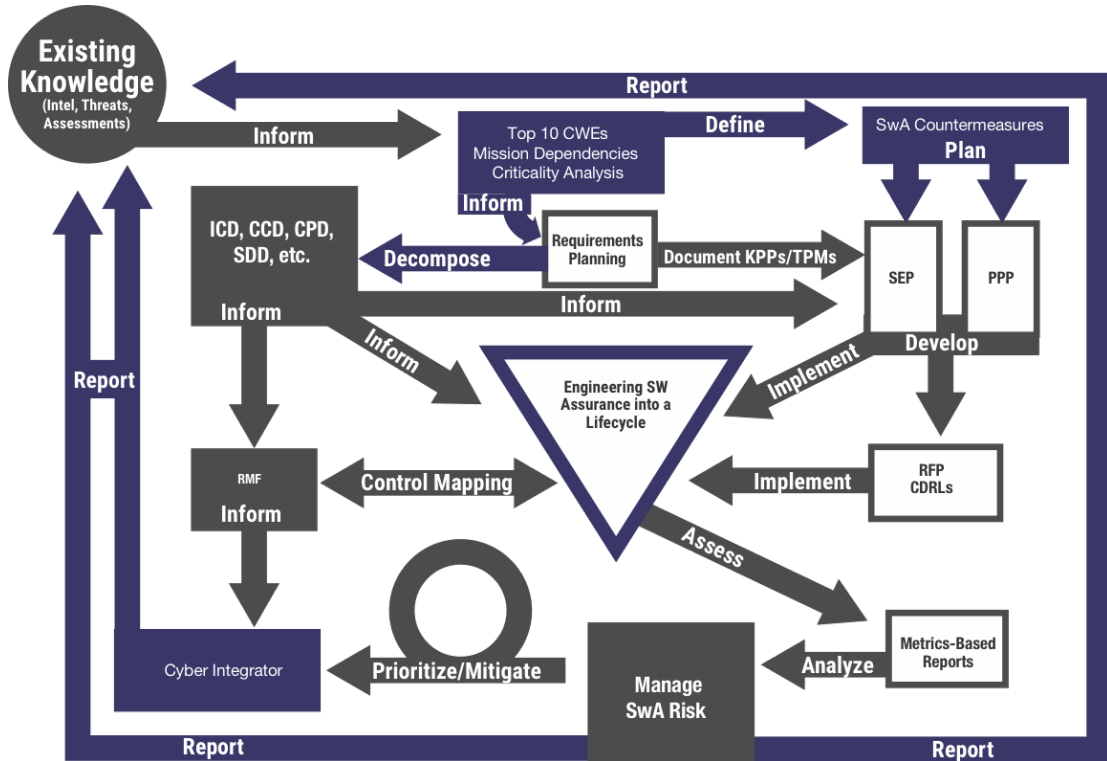 Existing
Knowledge
(Intel, Threats,
Assessments)
Report
Inform
Top 10 CWEs
Mission Dependencies
Criticality Analysis
Define
SwA Countermeasures
Plan
Inform
ICD, CCD, CPD,
SDD, etc.
Decompose
Requirements
Planning
Document KPPs/TPMs
SEP
PPP
Inform
Inform
Inform
Develop
Implement
Report
Engineering SW
Assurance into a
Lifecycle
RMF
Inform
Control Mapping
Implement
RFP
CDRLs
Assess
Cyber Integrator
Prioritize/Mitigate
Manage
SwA Risk
Analyze
Metrics-Based
Reports
Report
Report